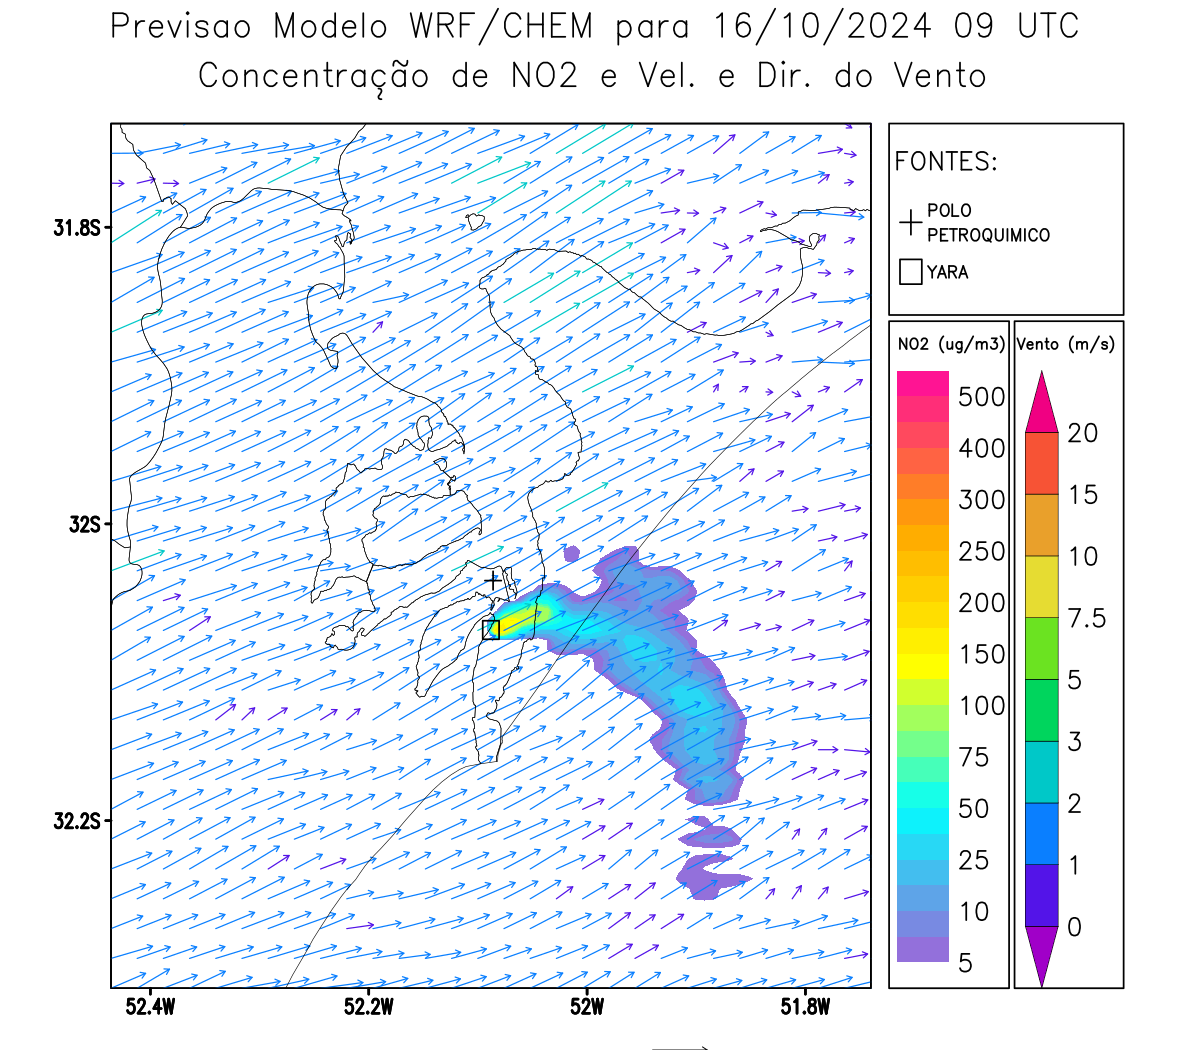 Previsao Modelo WRF/CHEM para 16/10/2024 09 UTC
Concentração de NO2 e Vel. e Dir. do Vento
FONTES:
POLO
PETROQUIMICO
YARA
NO2 (ug/m3)
500
400
300
250
200
150
100
75
50
25
10
5
Vento (m/s)
20
15
10
7.5
5
3
2
1
0
31.8S
32S
32.2S
52.4W
52.2W
52W
51.8W